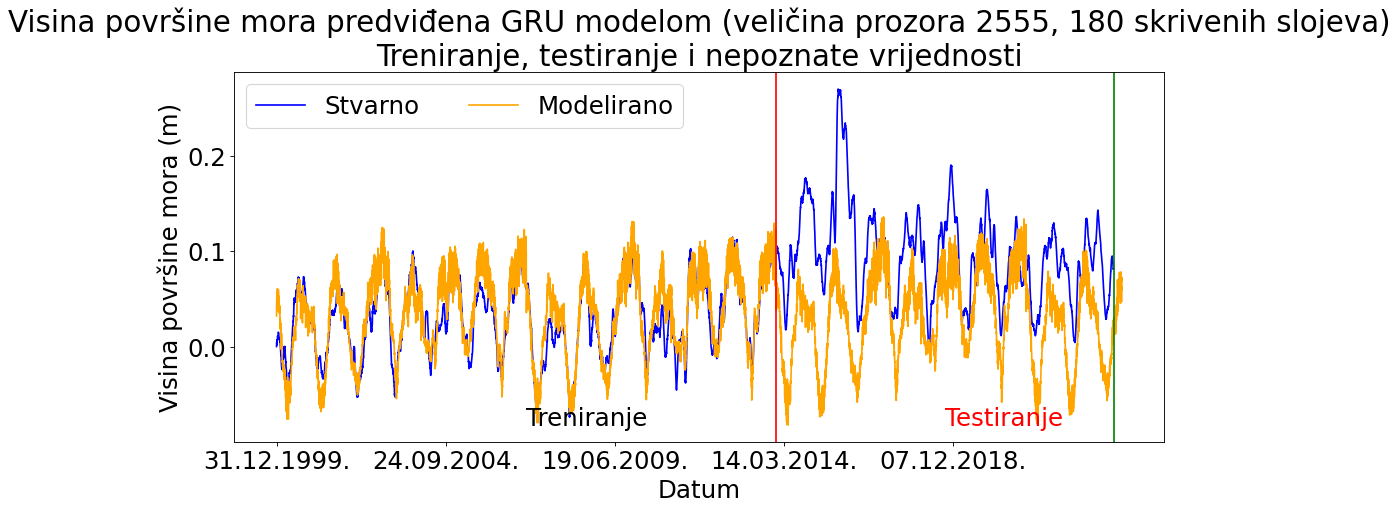 Visina površine mora predviđena GRU modelom (veličina prozora 2555, 180 skrivenih slojeva)
Treniranje, testiranje i nepoznate vrijednosti
Stvarno Modelirano
Visina površine mora (m)
0.2
0.1
0.0
Treniranje Testiranje
31.12.1999. 24.09.2004. 19.06.2009. 14.03.2014. 07.12.2018.
Datum